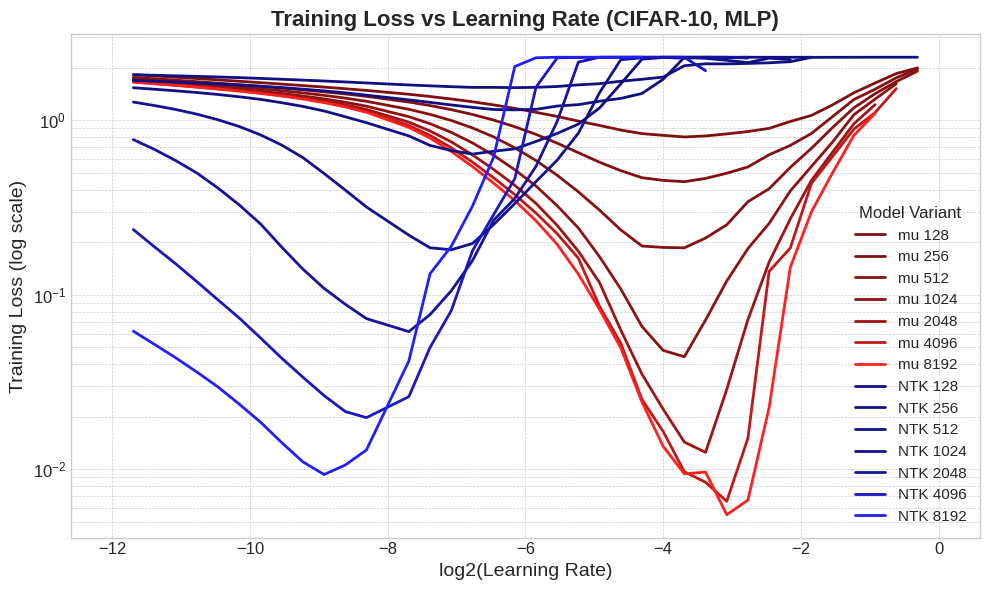 Training Loss vs Learning Rate (CIFAR-10, MLP)
Training Loss (log scale)
10⁰
10⁻¹
10⁻²
Model Variant
mu 128
mu 256
mu 512
mu 1024
mu 2048
mu 4096
mu 8192
NTK 128
NTK 256
NTK 512
NTK 1024
NTK 2048
NTK 4096
NTK 8192
−12 −10 −8 −6 −4 −2 0
log2(Learning Rate)